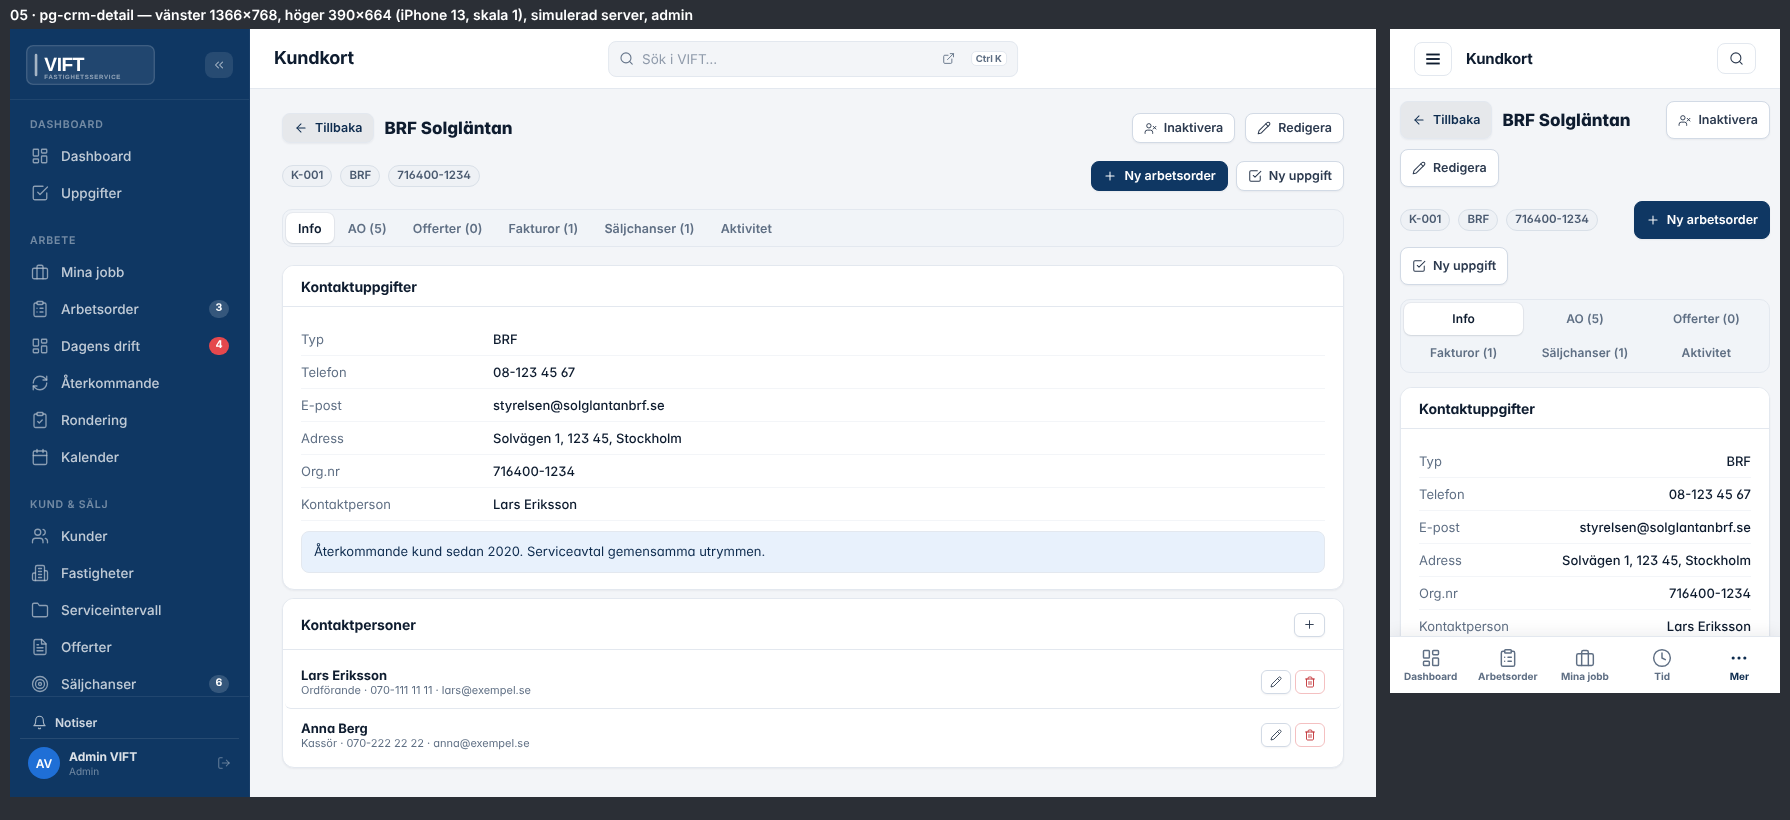 05 · pg-crm-detail — vänster 1366×768, höger 390×664 (iPhone 13, skala 1), simulerad server, admin
VIFT
FASTIGHETSSERVICE
DASHBOARD
Dashboard
Uppgifter
ARBETE
Mina jobb
Arbetsorder 3
Dagens drift 4
Återkommande
Rondering
Kalender
KUND & SÄLJ
Kunder
Fastigheter
Serviceintervall
Offerter
Säljchanser 6
Notiser
AV Admin VIFT
Admin
Kundkort
Sök i VIFT... Ctrl K
Tillbaka BRF Solgläntan Inaktivera Redigera
K-001 BRF 716400-1234 Ny arbetsorder Ny uppgift
Info AO (5) Offerter (0) Fakturor (1) Säljchanser (1) Aktivitet
Kontaktuppgifter
Typ BRF
Telefon 08-123 45 67
E-post styrelsen@solglantanbrf.se
Adress Solvägen 1, 123 45, Stockholm
Org.nr 716400-1234
Kontaktperson Lars Eriksson
Återkommande kund sedan 2020. Serviceavtal gemensamma utrymmen.
Kontaktpersoner
Lars Eriksson
Ordförande · 070-111 11 11 · lars@exempel.se
Anna Berg
Kassör · 070-222 22 22 · anna@exempel.se
Kundkort
Tillbaka BRF Solgläntan Inaktivera
Redigera
K-001 BRF 716400-1234 Ny arbetsorder
Ny uppgift
Info AO (5) Offerter (0)
Fakturor (1) Säljchanser (1) Aktivitet
Kontaktuppgifter
Typ BRF
Telefon 08-123 45 67
E-post styrelsen@solglantanbrf.se
Adress Solvägen 1, 123 45, Stockholm
Org.nr 716400-1234
Kontaktperson Lars Eriksson
Dashboard Arbetsorder Mina jobb Tid Mer